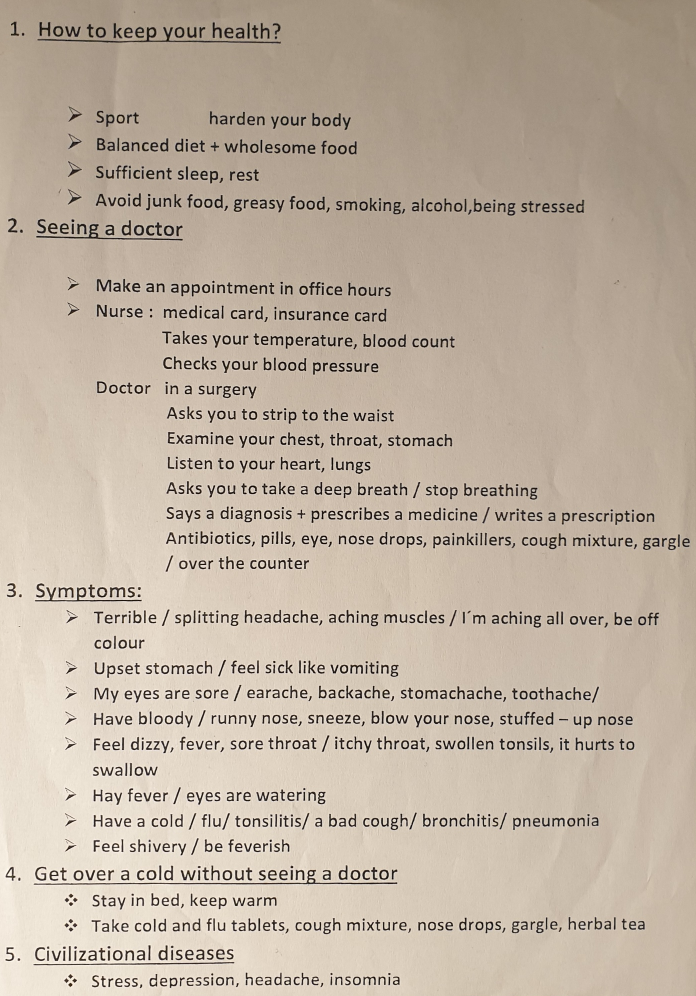 1. How to keep your health?
➢ Sport harden your body
➢ Balanced diet + wholesome food
➢ Sufficient sleep, rest
➢ Avoid junk food, greasy food, smoking, alcohol,being stressed
2. Seeing a doctor
➢ Make an appointment in office hours
➢ Nurse : medical card, insurance card
Takes your temperature, blood count
Checks your blood pressure
Doctor in a surgery
Asks you to strip to the waist
Examine your chest, throat, stomach
Listen to your heart, lungs
Asks you to take a deep breath / stop breathing
Says a diagnosis + prescribes a medicine / writes a prescription
Antibiotics, pills, eye, nose drops, painkillers, cough mixture, gargle
/ over the counter
3. Symptoms:
➢ Terrible / splitting headache, aching muscles / I´m aching all over, be off
colour
➢ Upset stomach / feel sick like vomiting
➢ My eyes are sore / earache, backache, stomachache, toothache/
➢ Have bloody / runny nose, sneeze, blow your nose, stuffed – up nose
➢ Feel dizzy, fever, sore throat / itchy throat, swollen tonsils, it hurts to
swallow
➢ Hay fever / eyes are watering
➢ Have a cold / flu/ tonsilitis/ a bad cough/ bronchitis/ pneumonia
➢ Feel shivery / be feverish
4. Get over a cold without seeing a doctor
❖ Stay in bed, keep warm
❖ Take cold and flu tablets, cough mixture, nose drops, gargle, herbal tea
5. Civilizational diseases
❖ Stress, depression, headache, insomnia